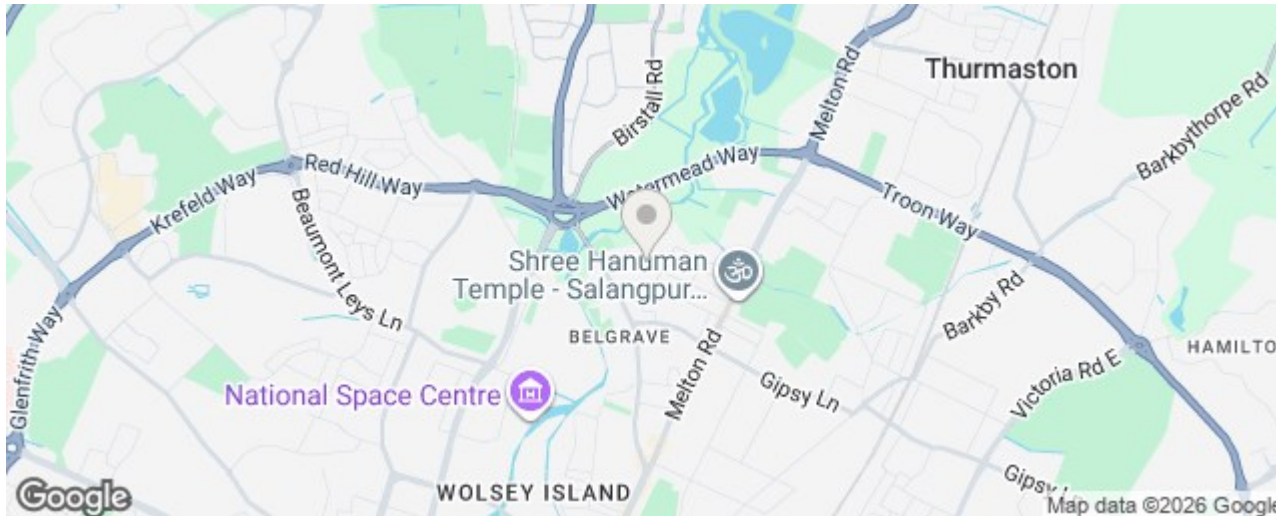 Thurmaston
Melton Rd
Birstall Rd
Barkbythorpe Rd
Watermead Way
Red Hill Way
Krefeld Way
Troon Way
Beaumont Leys Ln
Shree Hanuman
Temple - Salangpur...
Barkby Rd
BELGRAVE
HAMILTO
Glenfrith Way
Victoria Rd E
Melton Rd
National Space Centre
Gipsy Ln
WOLSEY ISLAND
Gipsy Ln
Google
Map data ©2026 Google